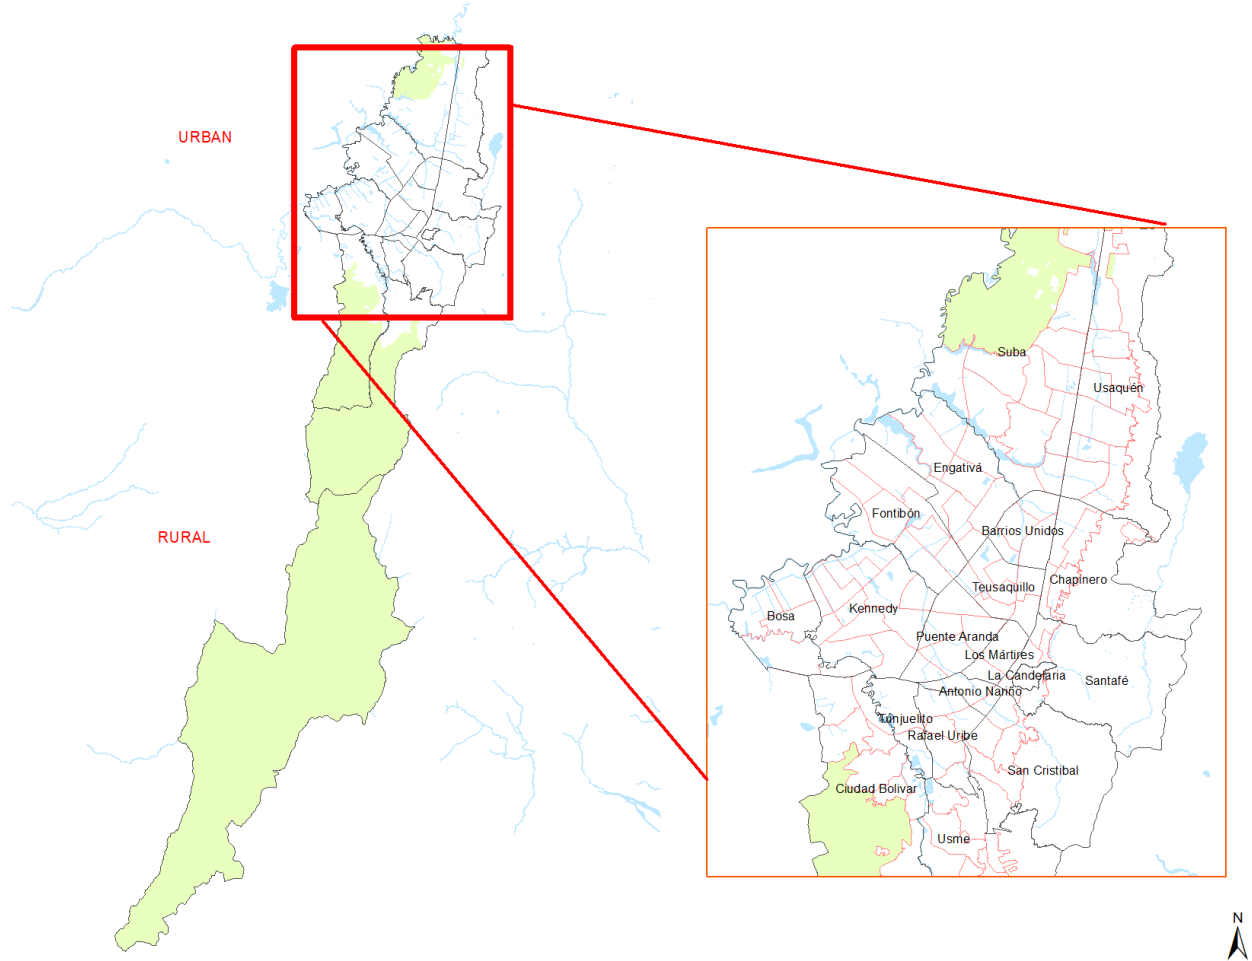 URBAN
RURAL
Suba
Usaquén
Engativá
Fontibón
Barrios Unidos
Teusaquillo
Chapinero
Kennedy
Bosa
Puente Aranda
Los Mártires
La Candelaria
Santafé
Antonio Nariño
Tunjuelito
Rafael Uribe
San Cristibal
Ciudad Bolivar
Usme
N